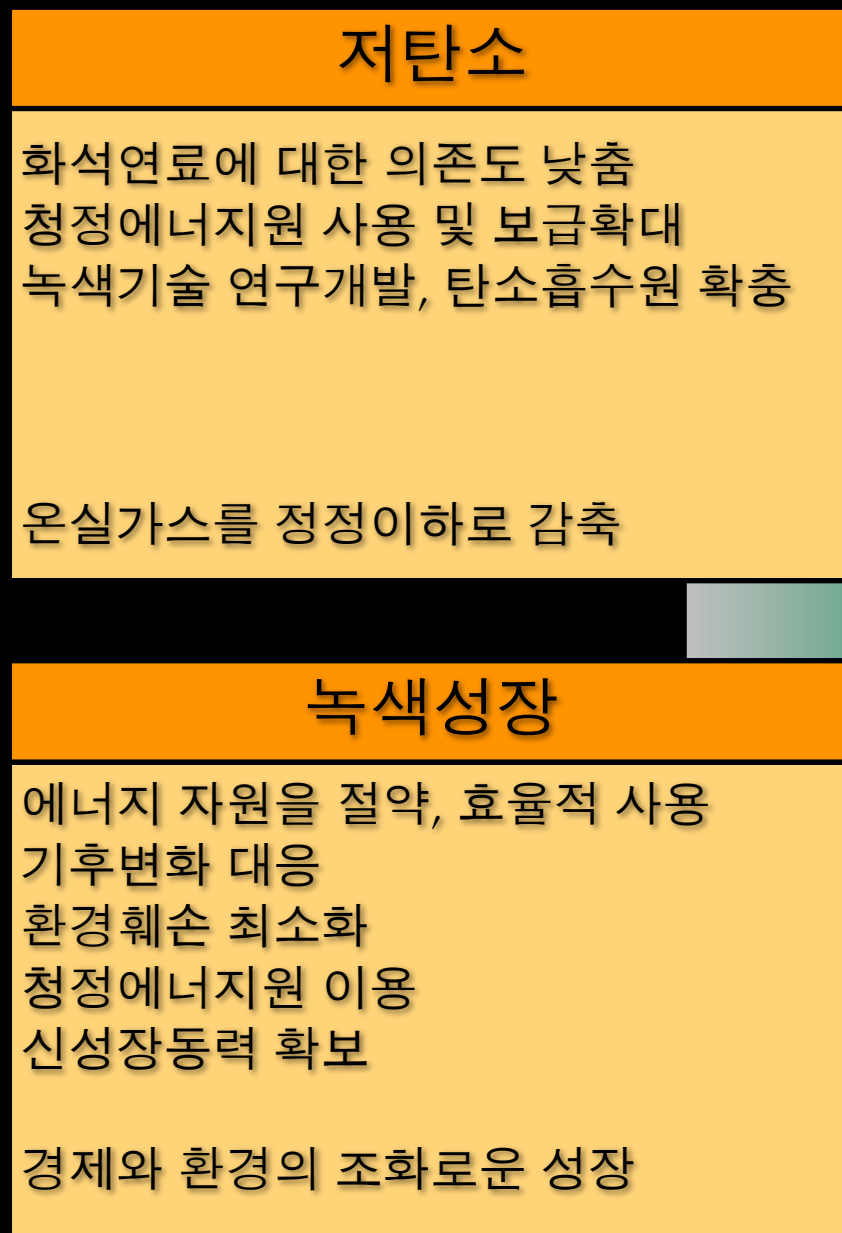 저탄소
화석연료에 대한 의존도 낮춤
청정에너지원 사용 및 보급확대
녹색기술 연구개발, 탄소흡수원 확충
온실가스를 정정이하로 감축
녹색성장
에너지 자원을 절약, 효율적 사용
기후변화 대응
환경훼손 최소화
청정에너지원 이용
신성장동력 확보
경제와 환경의 조화로운 성장